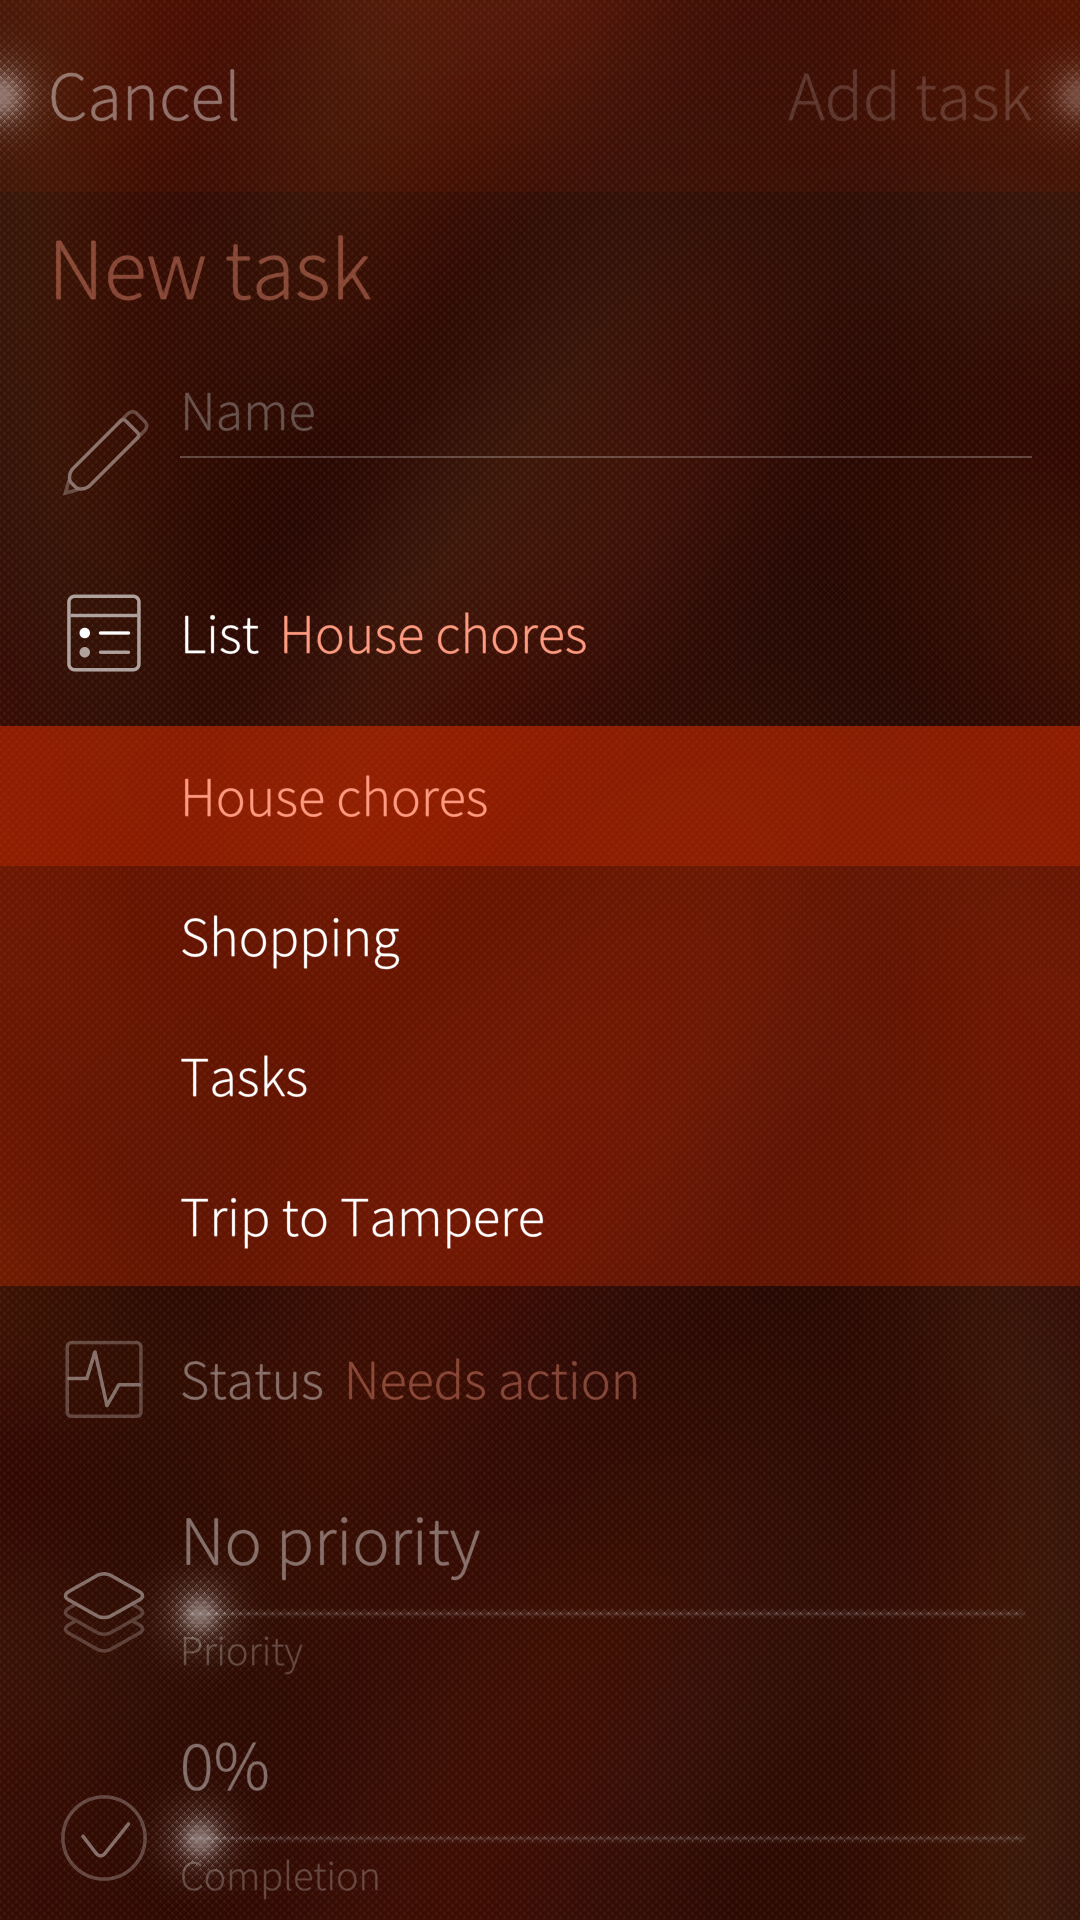 Cancel
Add task
New task
Name
List House chores
House chores
Shopping
Tasks
Trip to Tampere
Status Needs action
No priority
Priority
0%
Completion